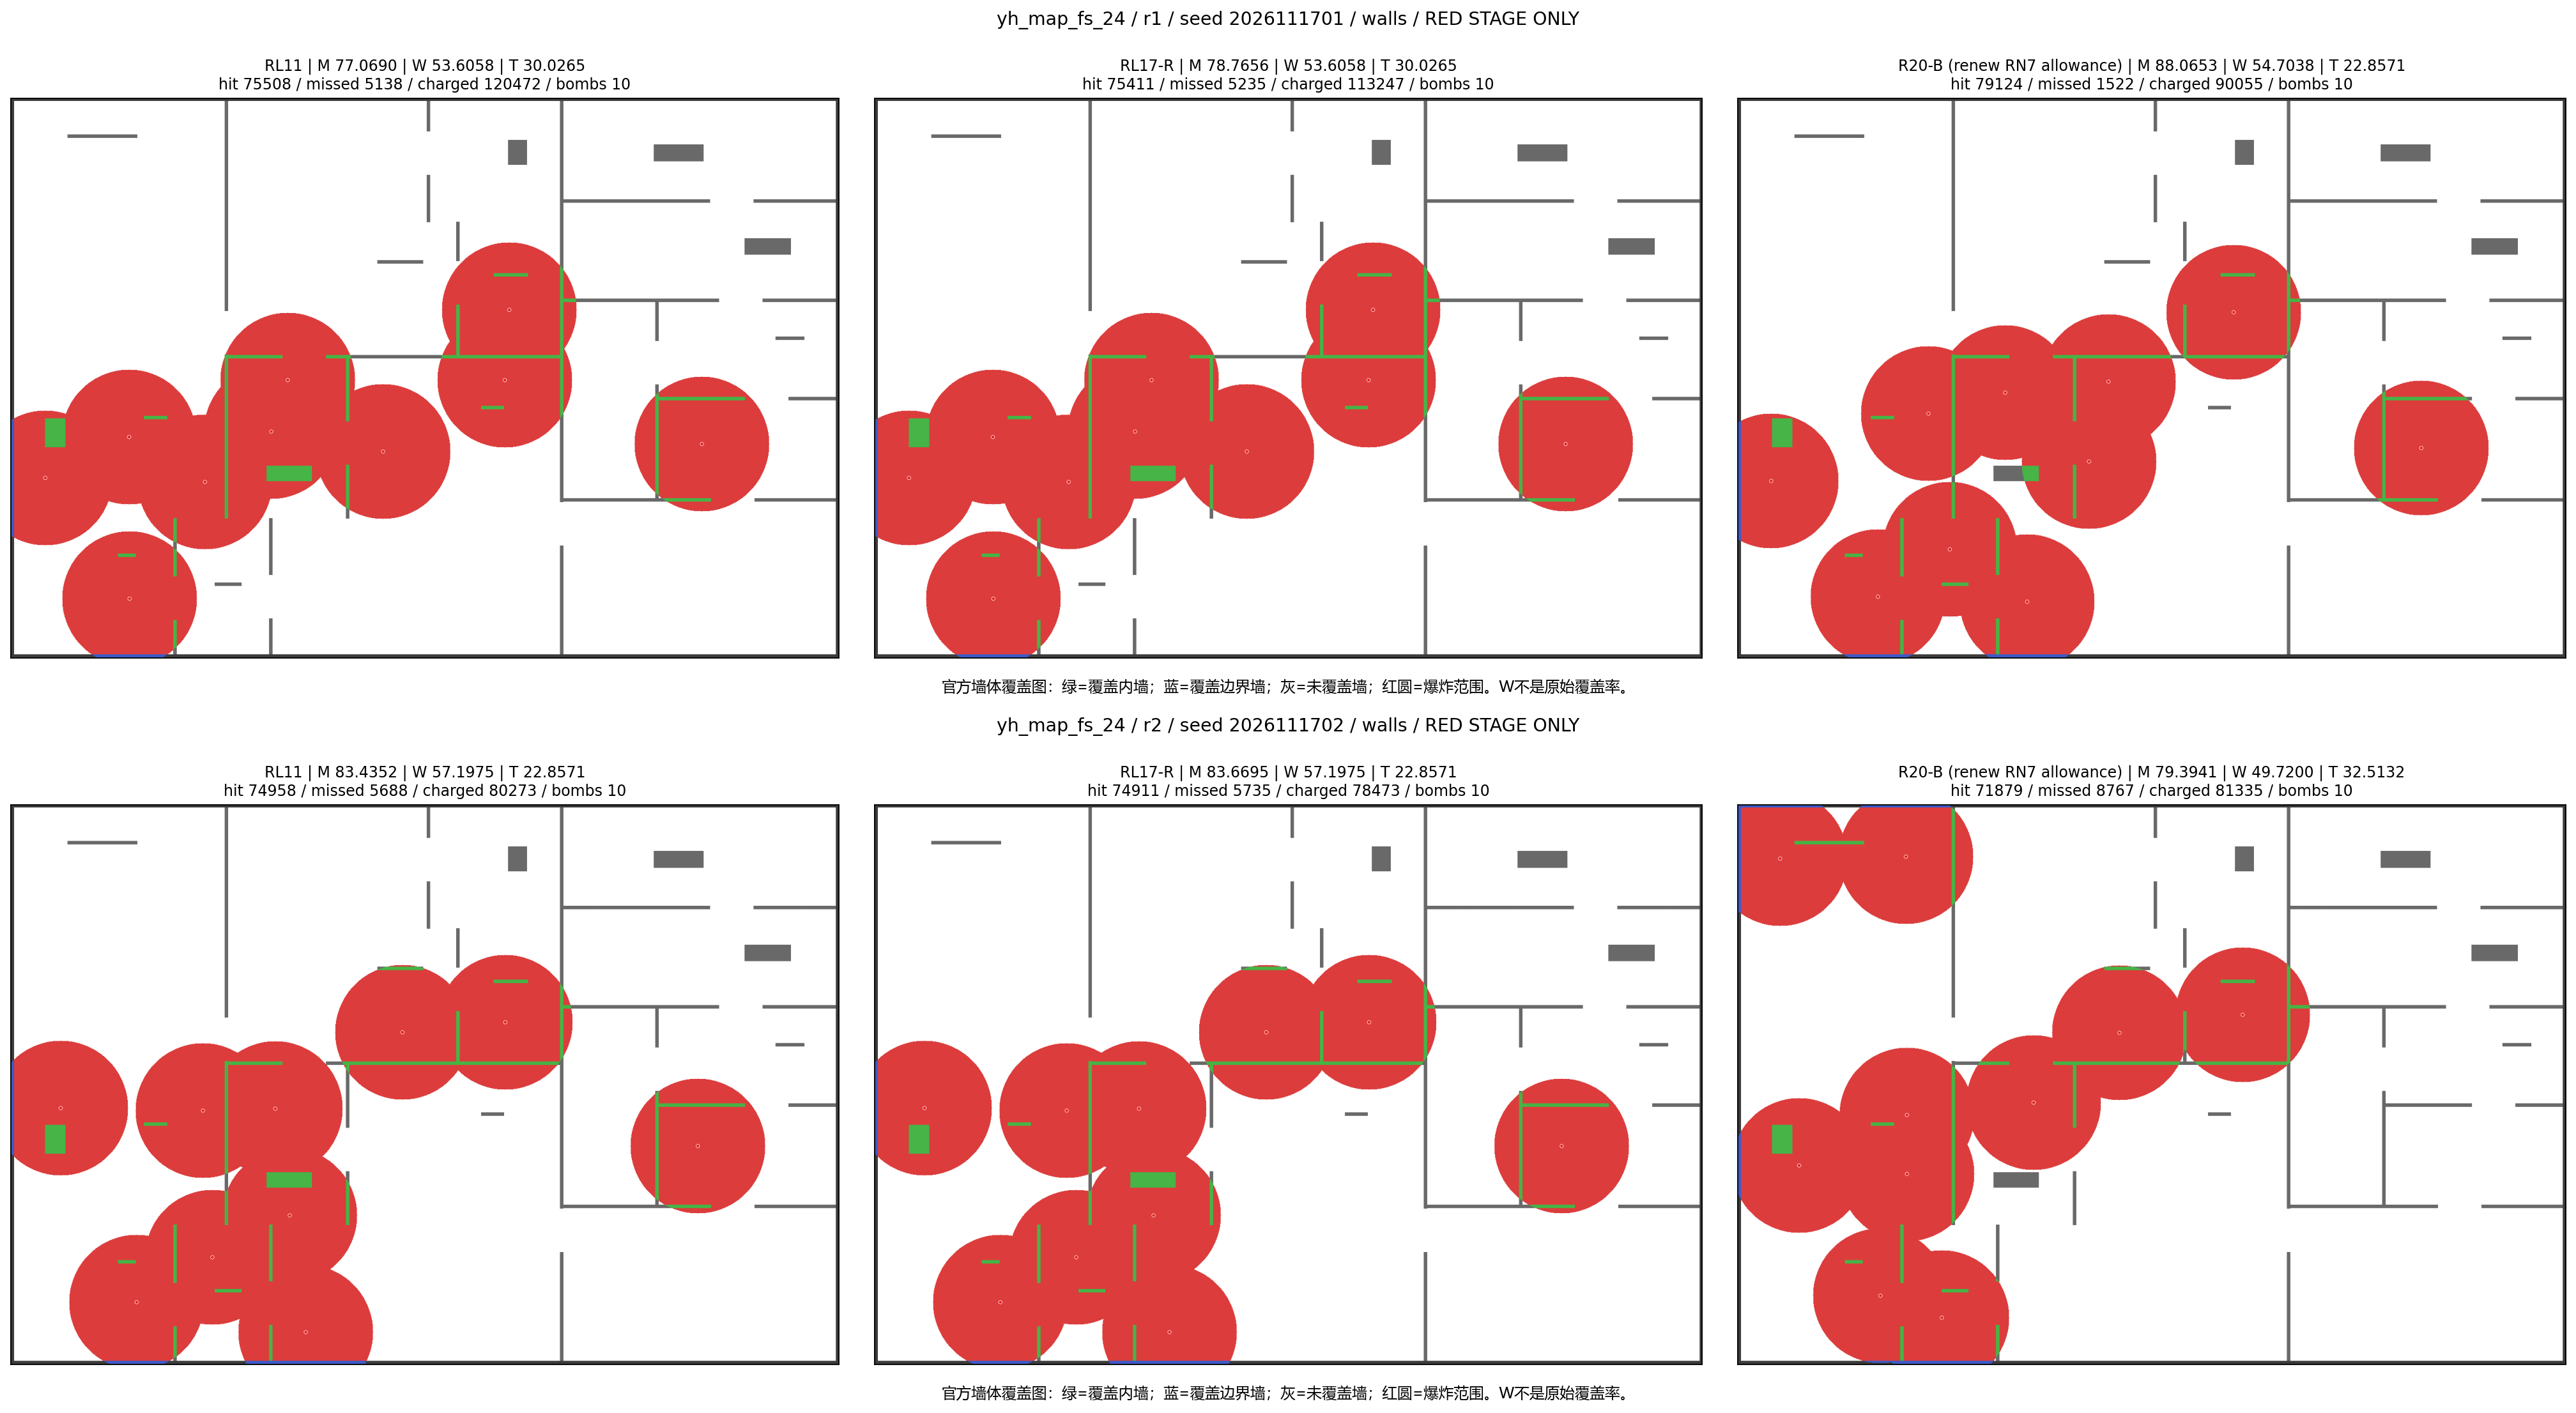 yh_map_fs_24 / r1 / seed 2026111701 / walls / RED STAGE ONLY
RL11 | M 77.0690 | W 53.6058 | T 30.0265
hit 75508 / missed 5138 / charged 120472 / bombs 10
RL17-R | M 78.7656 | W 53.6058 | T 30.0265
hit 75411 / missed 5235 / charged 113247 / bombs 10
R20-B (renew RN7 allowance) | M 88.0653 | W 54.7038 | T 22.8571
hit 79124 / missed 1522 / charged 90055 / bombs 10
官方墙体覆盖图：绿=覆盖内墙；蓝=覆盖边界墙；灰=未覆盖墙；红圆=爆炸范围。W不是原始覆盖率。
yh_map_fs_24 / r2 / seed 2026111702 / walls / RED STAGE ONLY
RL11 | M 83.4352 | W 57.1975 | T 22.8571
hit 74958 / missed 5688 / charged 80273 / bombs 10
RL17-R | M 83.6695 | W 57.1975 | T 22.8571
hit 74911 / missed 5735 / charged 78473 / bombs 10
R20-B (renew RN7 allowance) | M 79.3941 | W 49.7200 | T 32.5132
hit 71879 / missed 8767 / charged 81335 / bombs 10
官方墙体覆盖图：绿=覆盖内墙；蓝=覆盖边界墙；灰=未覆盖墙；红圆=爆炸范围。W不是原始覆盖率。